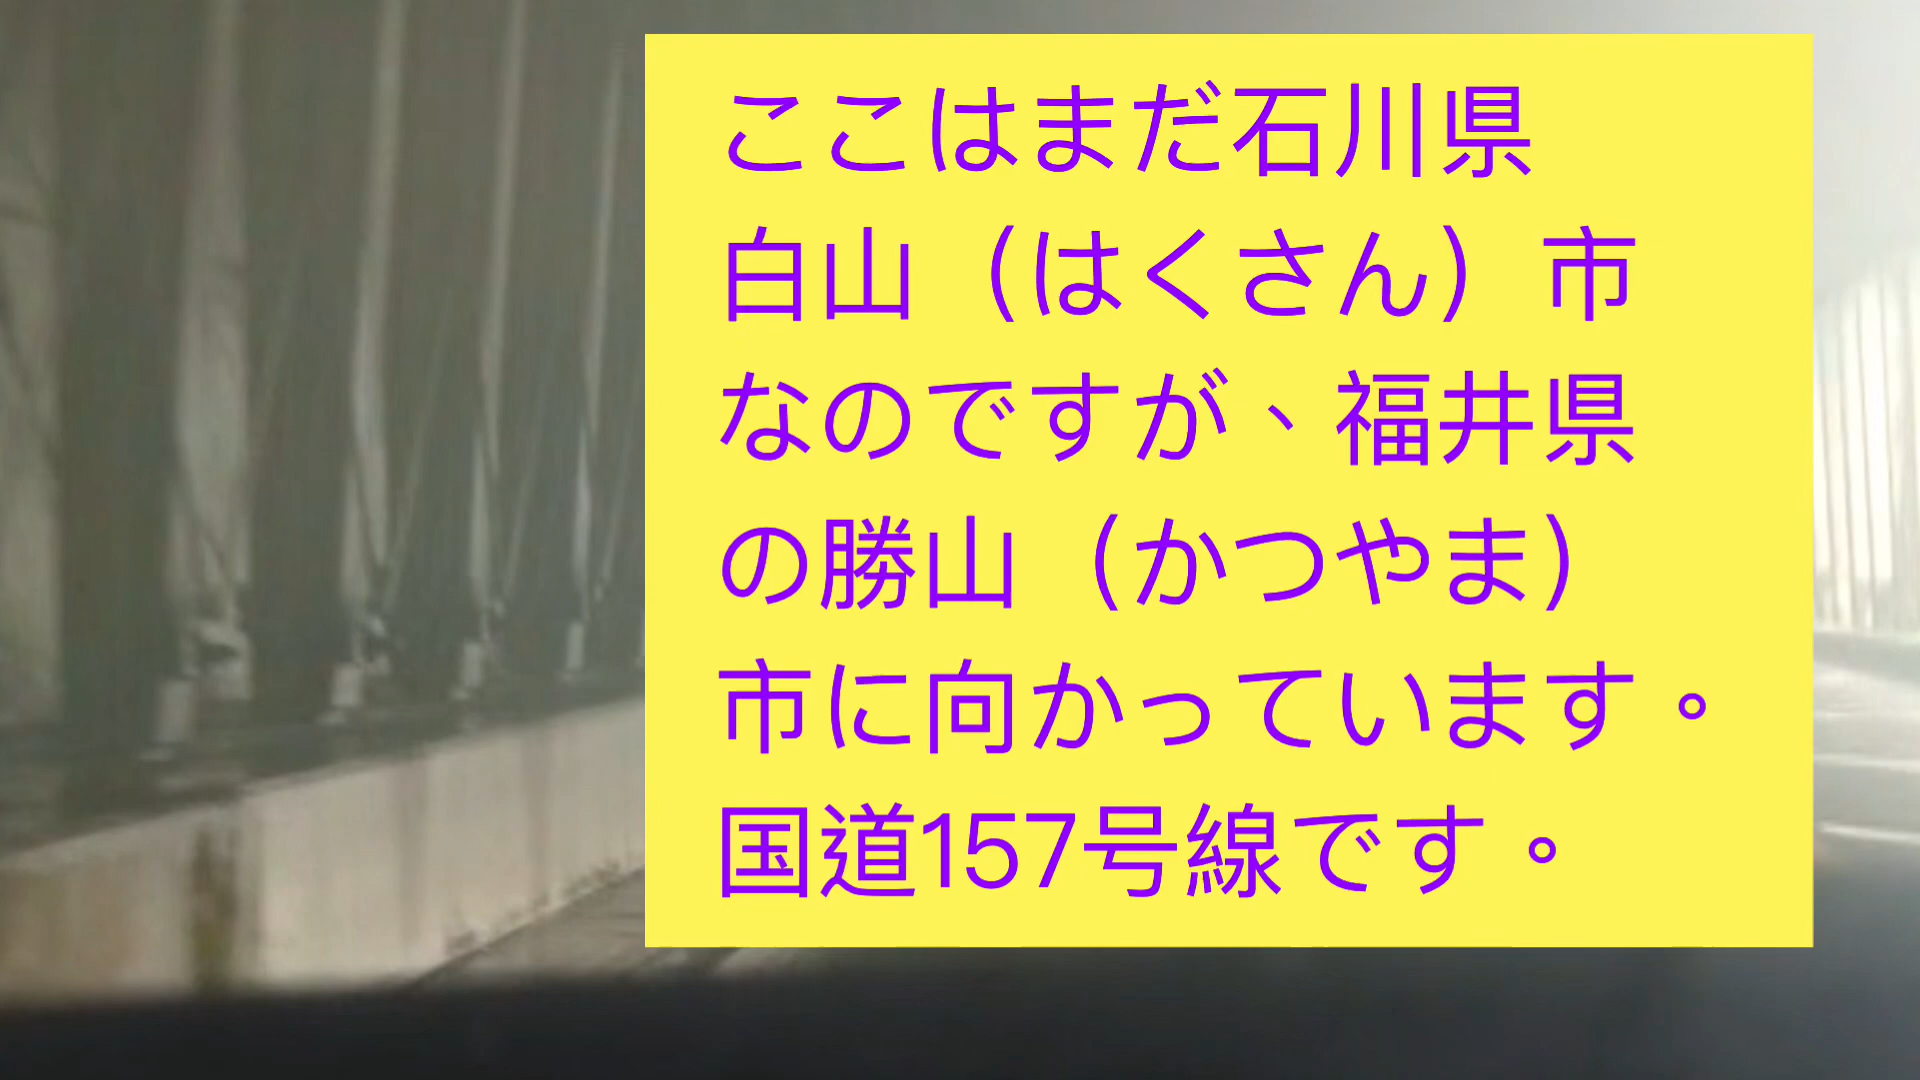 ここはまだ石川県
白山（はくさん）市
なのですが、福井県
の勝山（かつやま）
市に向かっています。
国道157号線です。